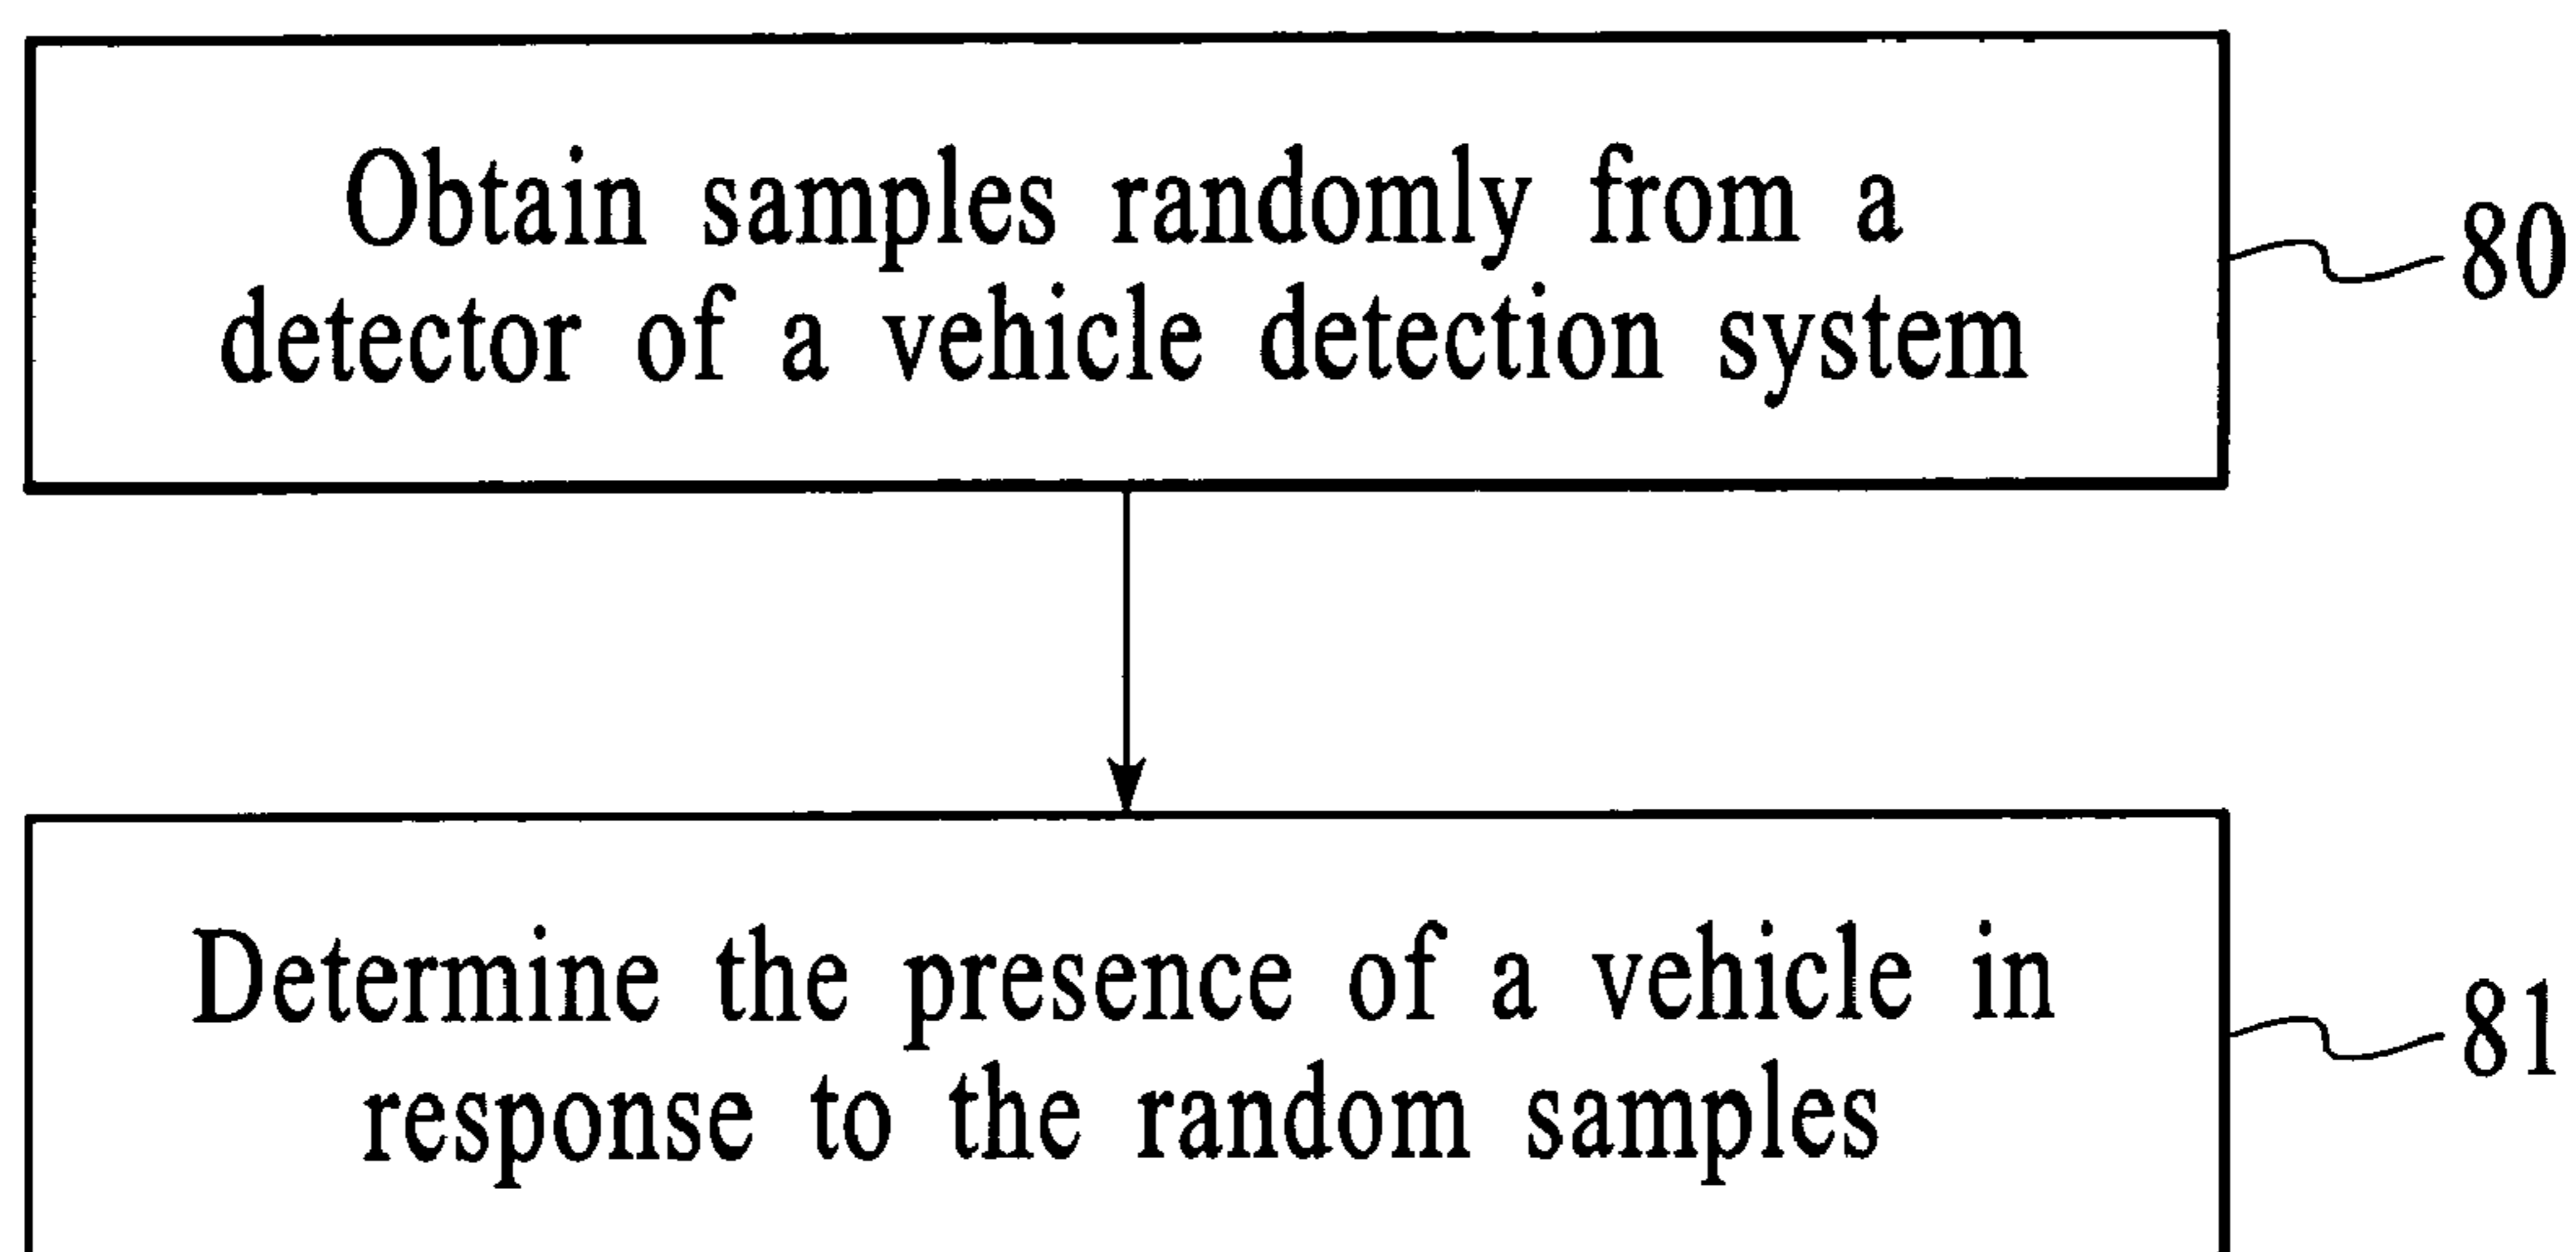 Obtain samples randomly from a
detector of a vehicle detection system
80
Determine the presence of a vehicle in
response to the random samples
81